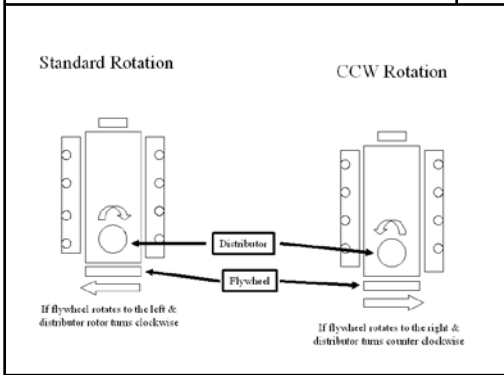 Standard Rotation
CCW Rotation
Distributor
Flywheel
If flywheel rotates to the left &
distributor rotor turns clockwise
If flywheel rotates to the right &
distributor turns counter clockwise